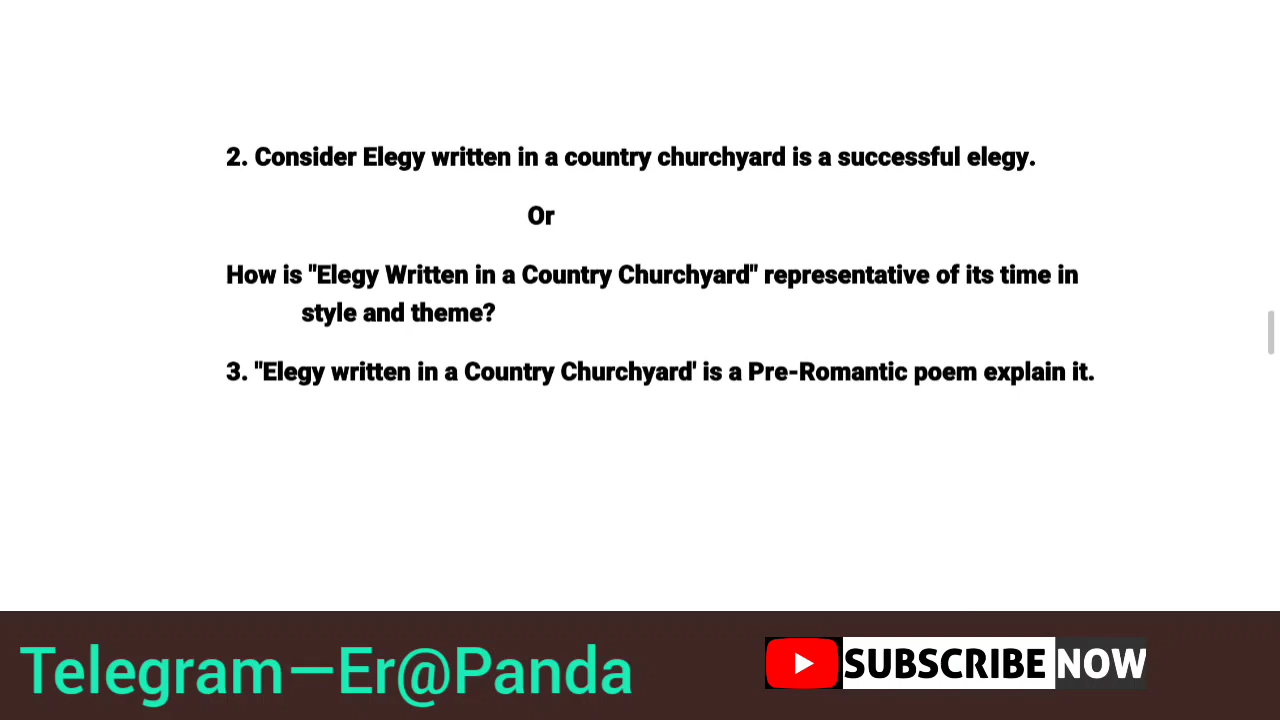 2. Consider Elegy written in a country churchyard is a successful elegy.
Or
How is "Elegy Written in a Country Churchyard" representative of its time in
style and theme?
3. "Elegy written in a Country Churchyard' is a Pre-Romantic poem explain it.
Telegram—Er@Panda
SUBSCRIBE NOW